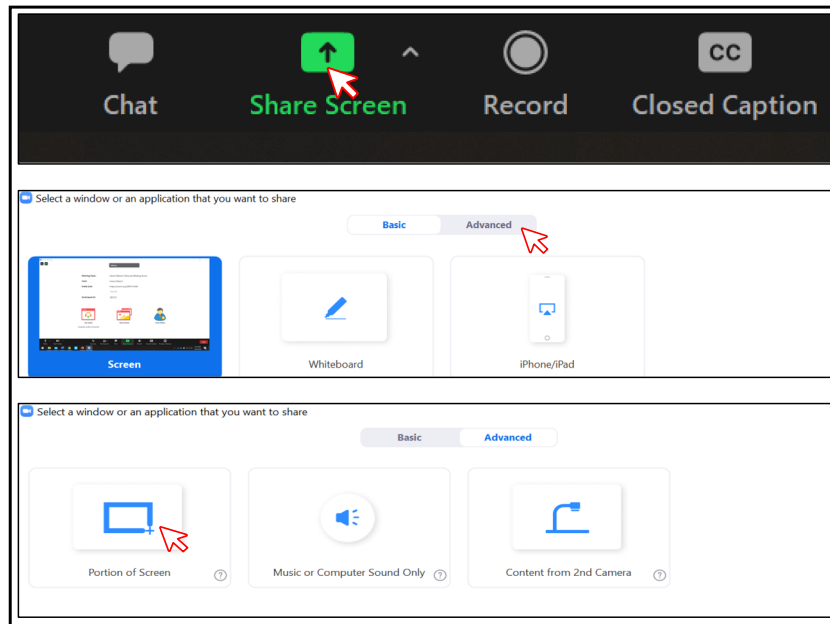 CC
Chat Share Screen Record Closed Caption
Select a window or an application that you want to share
Basic Advanced
Screen Whiteboard iPhone/iPad
Select a window or an application that you want to share
Basic Advanced
Portion of Screen ? Music or Computer Sound Only ? Content from 2nd Camera ?